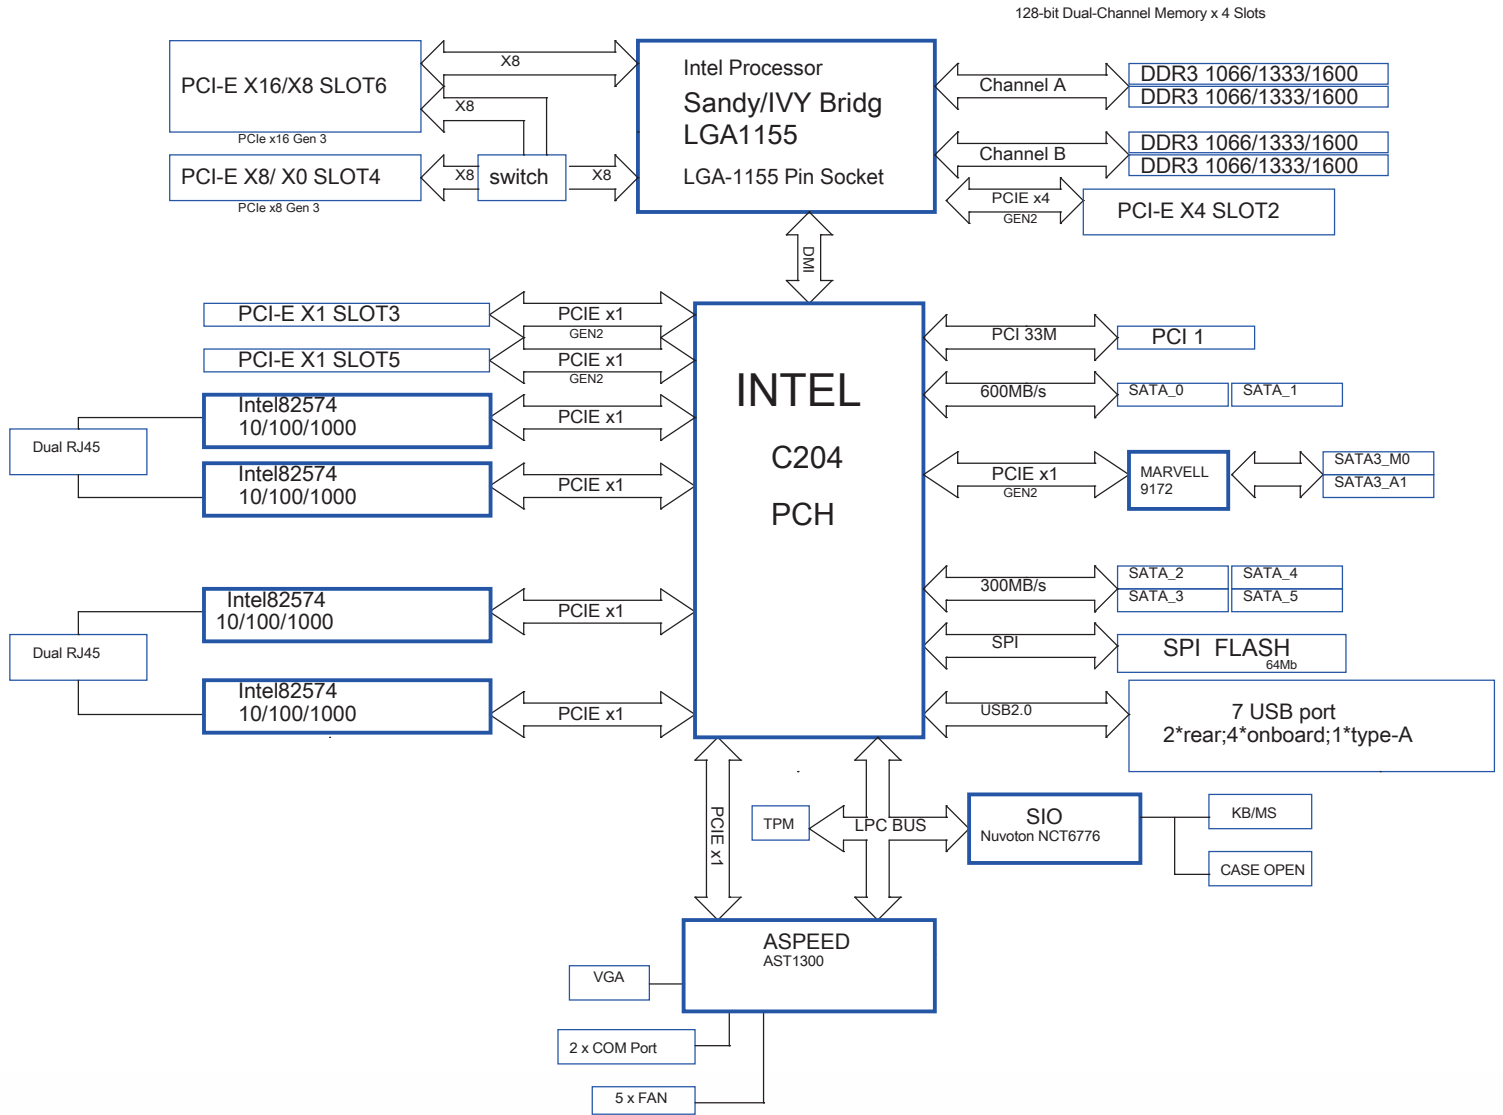 128-bit Dual-Channel Memory x 4 Slots
PCI-E X16/X8 SLOT6
PCIe x16 Gen 3
X8
X8
PCI-E X8/ X0 SLOT4
PCIe x8 Gen 3
X8
switch
X8
Intel Processor
Sandy/IVY Bridg
LGA1155
LGA-1155 Pin Socket
Channel A
DDR3 1066/1333/1600
DDR3 1066/1333/1600
Channel B
DDR3 1066/1333/1600
DDR3 1066/1333/1600
PCIE x4
GEN2
PCI-E X4 SLOT2
DMI
PCI-E X1 SLOT3
PCIE x1
GEN2
PCI-E X1 SLOT5
PCIE x1
GEN2
Dual RJ45
Intel82574
10/100/1000
PCIE x1
Intel82574
10/100/1000
PCIE x1
Dual RJ45
Intel82574
10/100/1000
PCIE x1
Intel82574
10/100/1000
PCIE x1
INTEL
C204
PCH
PCI 33M
PCI 1
600MB/s
SATA_0
SATA_1
PCIE x1
GEN2
MARVELL
9172
SATA3_M0
SATA3_A1
300MB/s
SATA_2
SATA_4
SATA_3
SATA_5
SPI
SPI FLASH
64Mb
USB2.0
7 USB port
2*rear;4*onboard;1*type-A
PCIE x1
TPM
LPC BUS
SIO
Nuvoton NCT6776
KB/MS
CASE OPEN
ASPEED
AST1300
VGA
2 x COM Port
5 x FAN